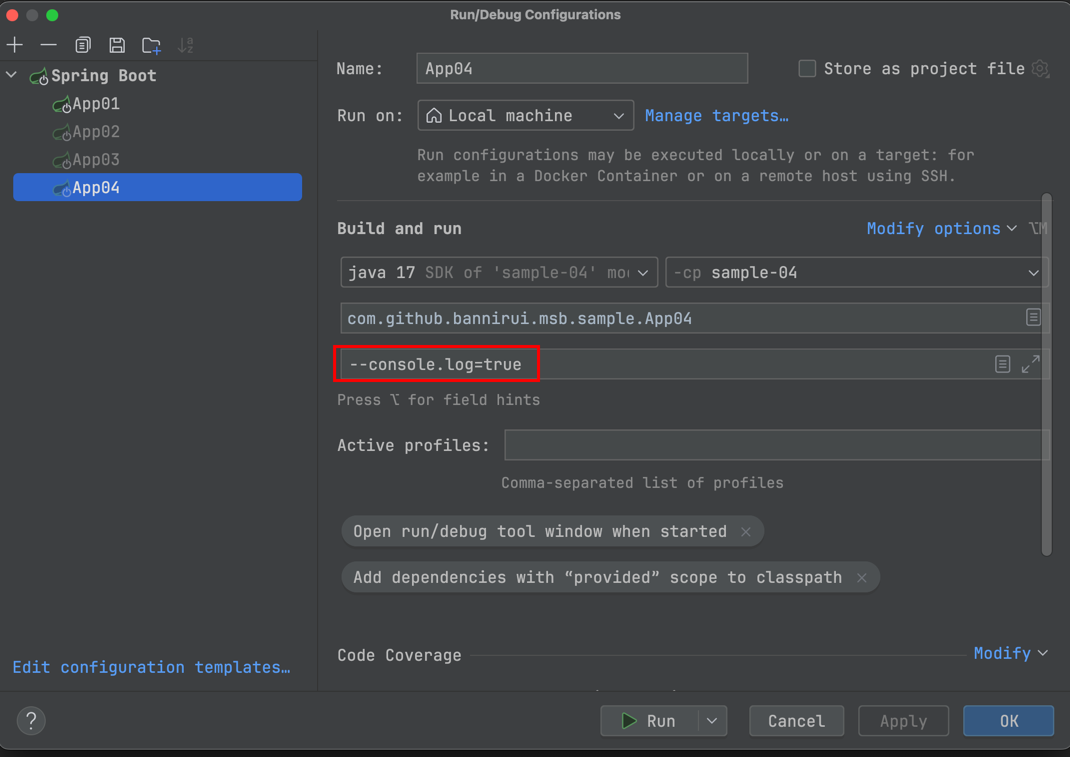 Run/Debug Configurations
Spring Boot
App01
App02
App03
App04
Edit configuration templates…
Name: App04 Store as project file
Run on: Local machine Manage targets…
Run configurations may be executed locally or on a target: for
example in a Docker Container or on a remote host using SSH.
Build and run Modify options ⌥M
java 17 SDK of 'sample-04' -cp sample-04
com.github.bannirui.msb.sample.App04
--console.log=true
Press ⌥ for field hints
Active profiles:
Comma-separated list of profiles
Open run/debug tool window when started ×
Add dependencies with “provided” scope to classpath ×
Code Coverage Modify
? Run Cancel Apply OK